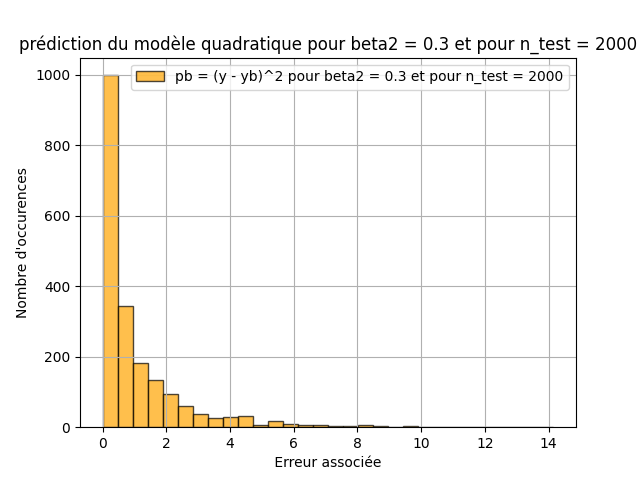 prédiction du modèle quadratique pour beta2 = 0.3 et pour n_test = 2000
pb = (y - yb)^2 pour beta2 = 0.3 et pour n_test = 2000
1000
800
600
400
200
0
Nombre d'occurences
0 2 4 6 8 10 12 14
Erreur associée